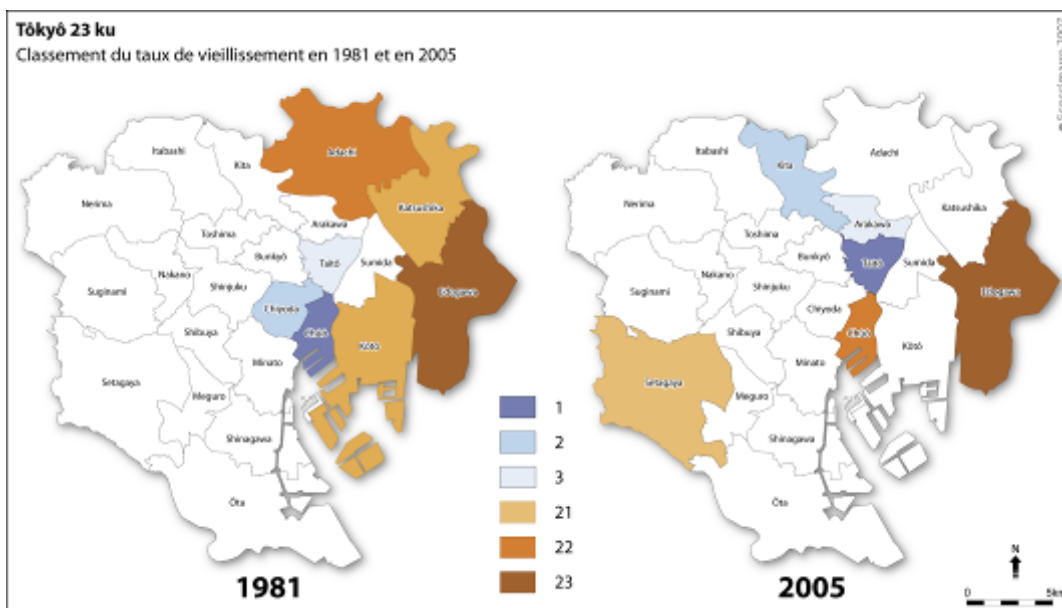 Tôkyô 23 ku
Classement du taux de vieillissement en 1981 et en 2005
Itabashi
Kita
Adachi
Nerima
Katsushika
Toshima
Arakawa
Bunkyô
Taitô
Sumida
Nakano
Suginami
Shinjuku
Edogawa
Chiyoda
Chûô
Kôtô
Shibuya
Minato
Setagaya
Meguro
Shinagawa
Ôta
1981
1
2
3
21
22
23
Itabashi
Kita
Adachi
Nerima
Katsushika
Toshima
Arakawa
Bunkyô
Taitô
Sumida
Nakano
Suginami
Shinjuku
Edogawa
Chiyoda
Chûô
Kôtô
Shibuya
Minato
Setagaya
Meguro
Shinagawa
Ôta
2005
N
0 5k